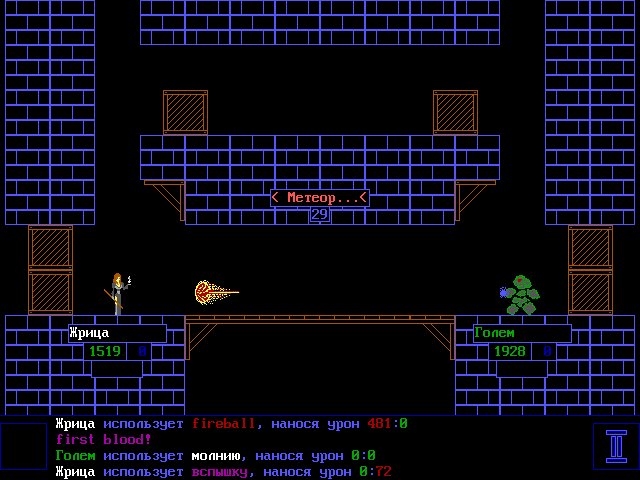 < Метеор...<
29
Жрица
1519 0
Голем
1928 0
Жрица использует fireball, нанося урон 481:0
first blood!
Голем использует молнию, нанося урон 0:0
Жрица использует вспышку, нанося урон 0:72
II